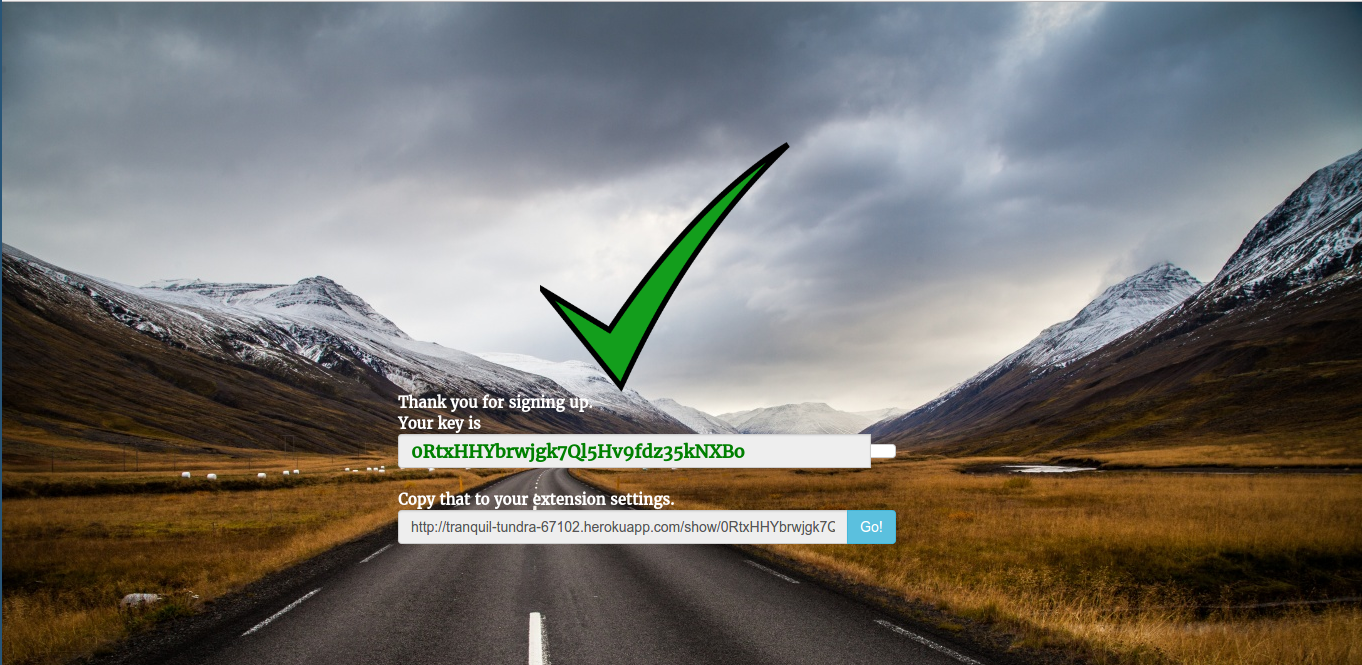 Thank you for signing up.
Your key is
0RtxHHYbrwjgk7Ql5Hv9fdz35kNXBo
Copy that to your extension settings.
http://tranquil-tundra-67102.herokuapp.com/show/0RtxHHYbrwjgk7Q
Go!